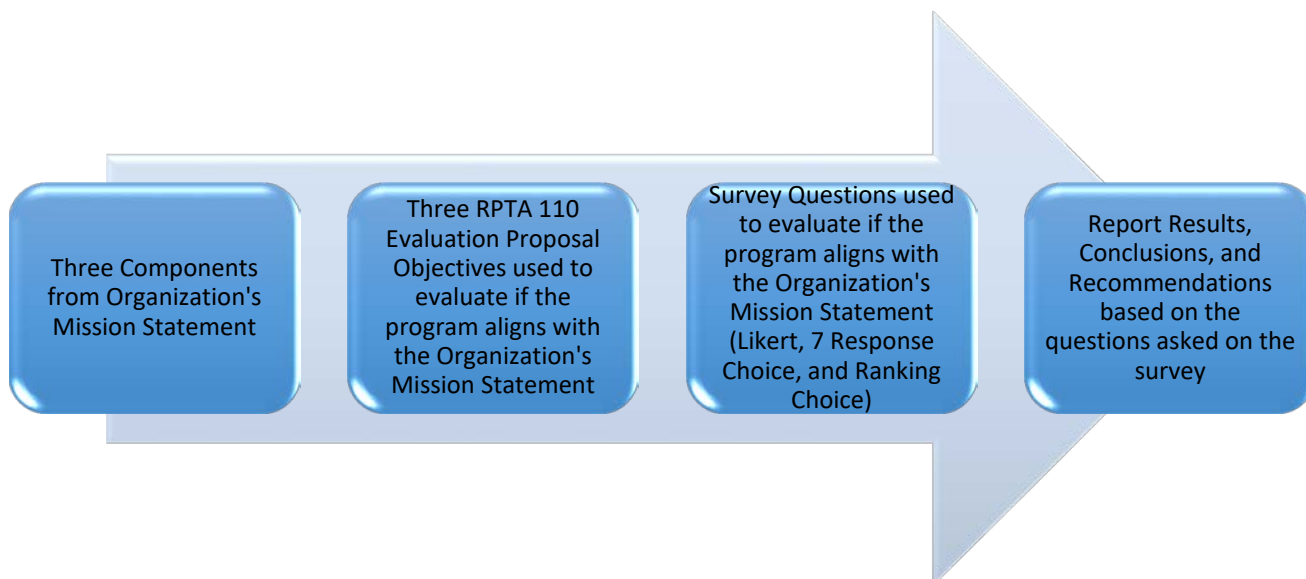 Three Components
from Organization's
Mission Statement
Three RPTA 110
Evaluation Proposal
Objectives used to
evaluate if the
program aligns with
the Organization's
Mission Statement
Survey Questions used
to evaluate if the
program aligns with
the Organization's
Mission Statement
(Likert, 7 Response
Choice, and Ranking
Choice)
Report Results,
Conclusions, and
Recommendations
based on the
questions asked on the
survey